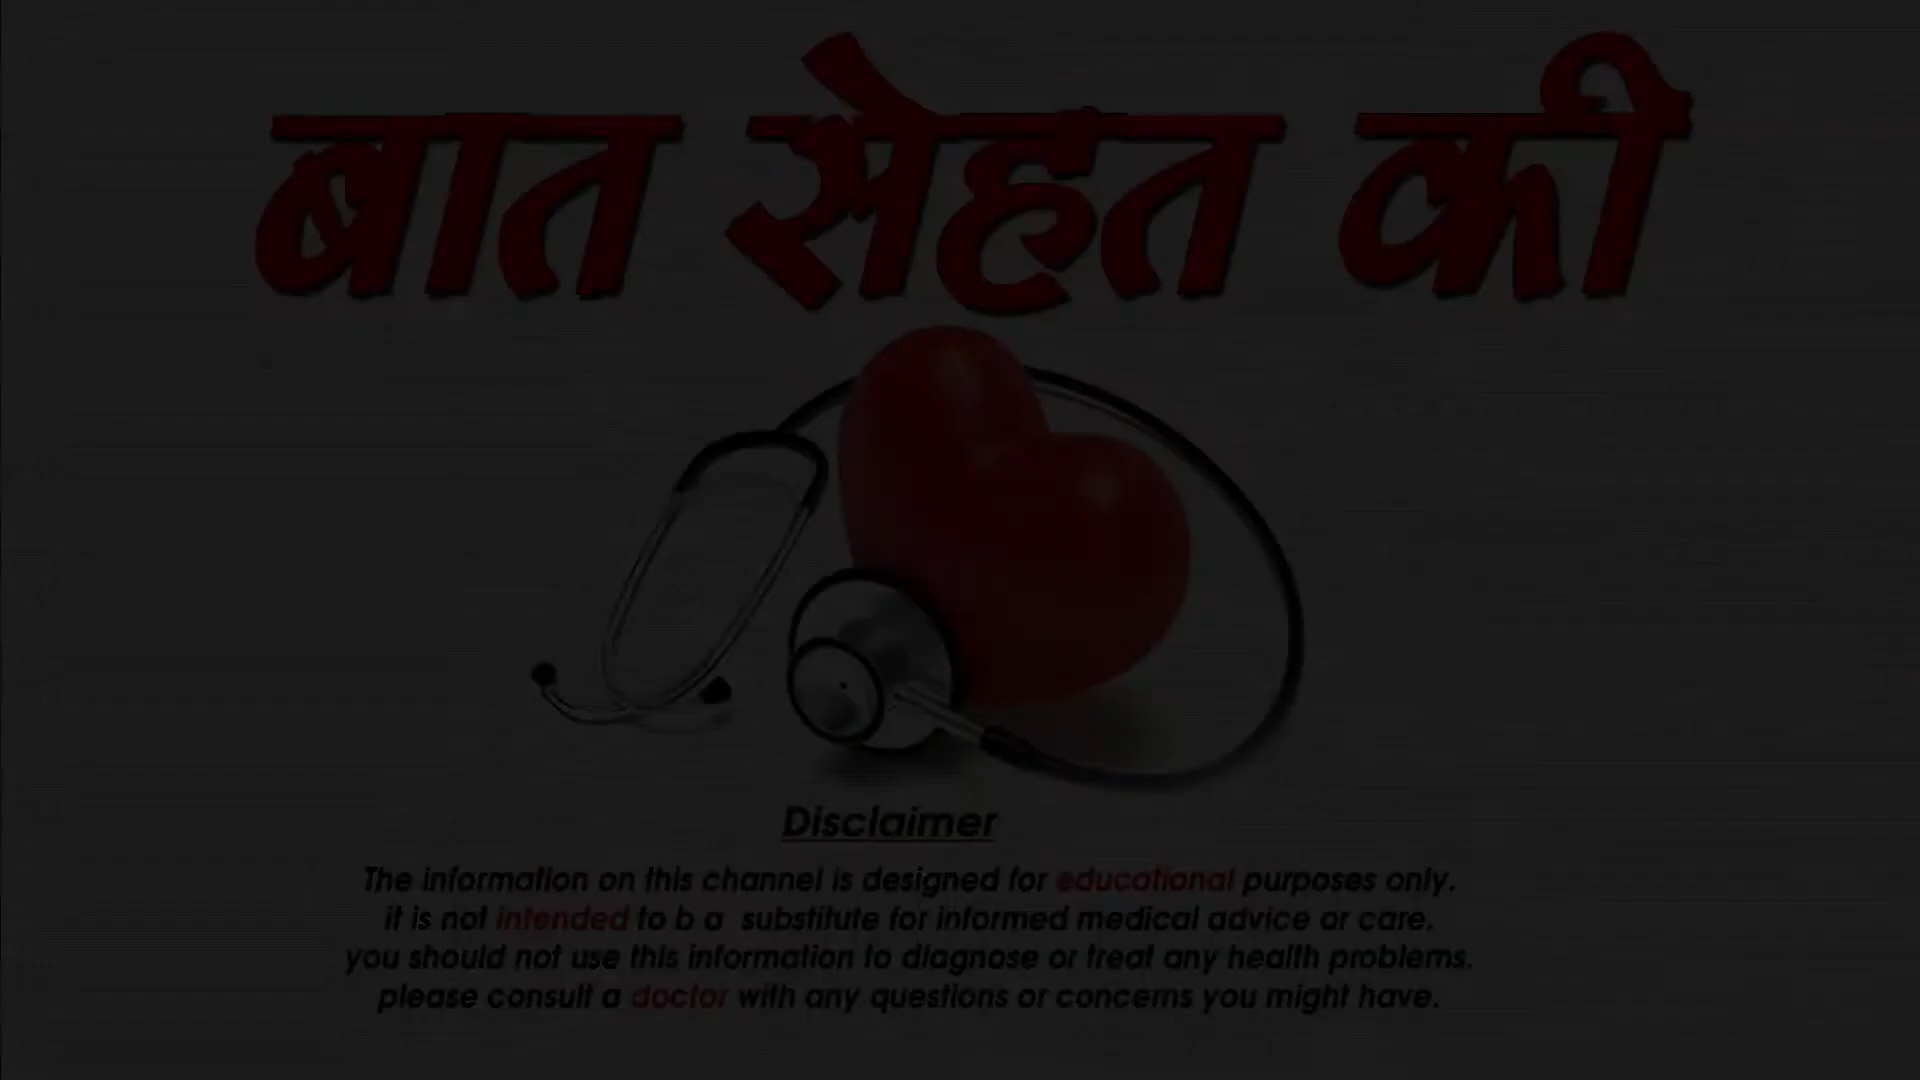 बात सेहत की
Disclaimer
The information on this channel is designed for educational purposes only.
it is not intended to b a substitute for informed medical advice or care.
you should not use this information to diagnose or treat any health problems.
please consult a doctor with any questions or concerns you might have.